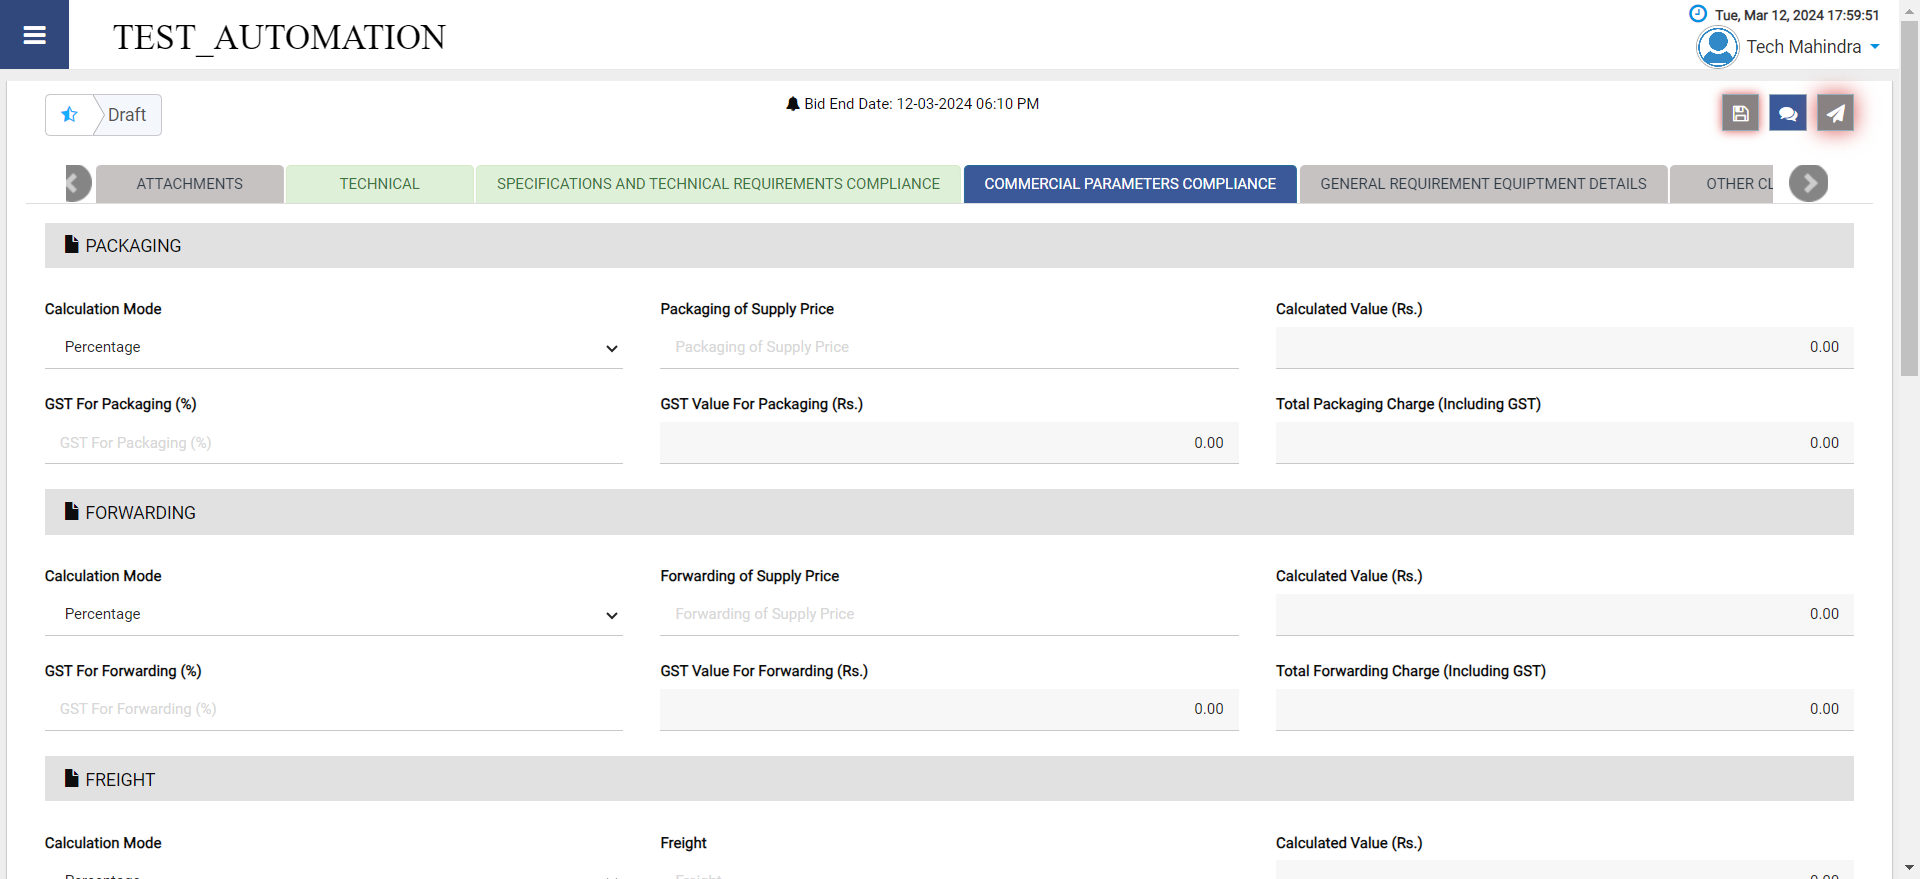 TEST_AUTOMATION
Tue, Mar 12, 2024 17:59:51
Tech Mahindra
Draft
Bid End Date: 12-03-2024 06:10 PM
ATTACHMENTS
TECHNICAL
SPECIFICATIONS AND TECHNICAL REQUIREMENTS COMPLIANCE
COMMERCIAL PARAMETERS COMPLIANCE
GENERAL REQUIREMENT EQUIPTMENT DETAILS
OTHER CL
PACKAGING
Calculation Mode
Packaging of Supply Price
Calculated Value (Rs.)
Percentage
Packaging of Supply Price
0.00
GST For Packaging (%)
GST Value For Packaging (Rs.)
Total Packaging Charge (Including GST)
GST For Packaging (%)
0.00
0.00
FORWARDING
Calculation Mode
Forwarding of Supply Price
Calculated Value (Rs.)
Percentage
Forwarding of Supply Price
0.00
GST For Forwarding (%)
GST Value For Forwarding (Rs.)
Total Forwarding Charge (Including GST)
GST For Forwarding (%)
0.00
0.00
FREIGHT
Calculation Mode
Freight
Calculated Value (Rs.)
Percentage
Freight
0.00